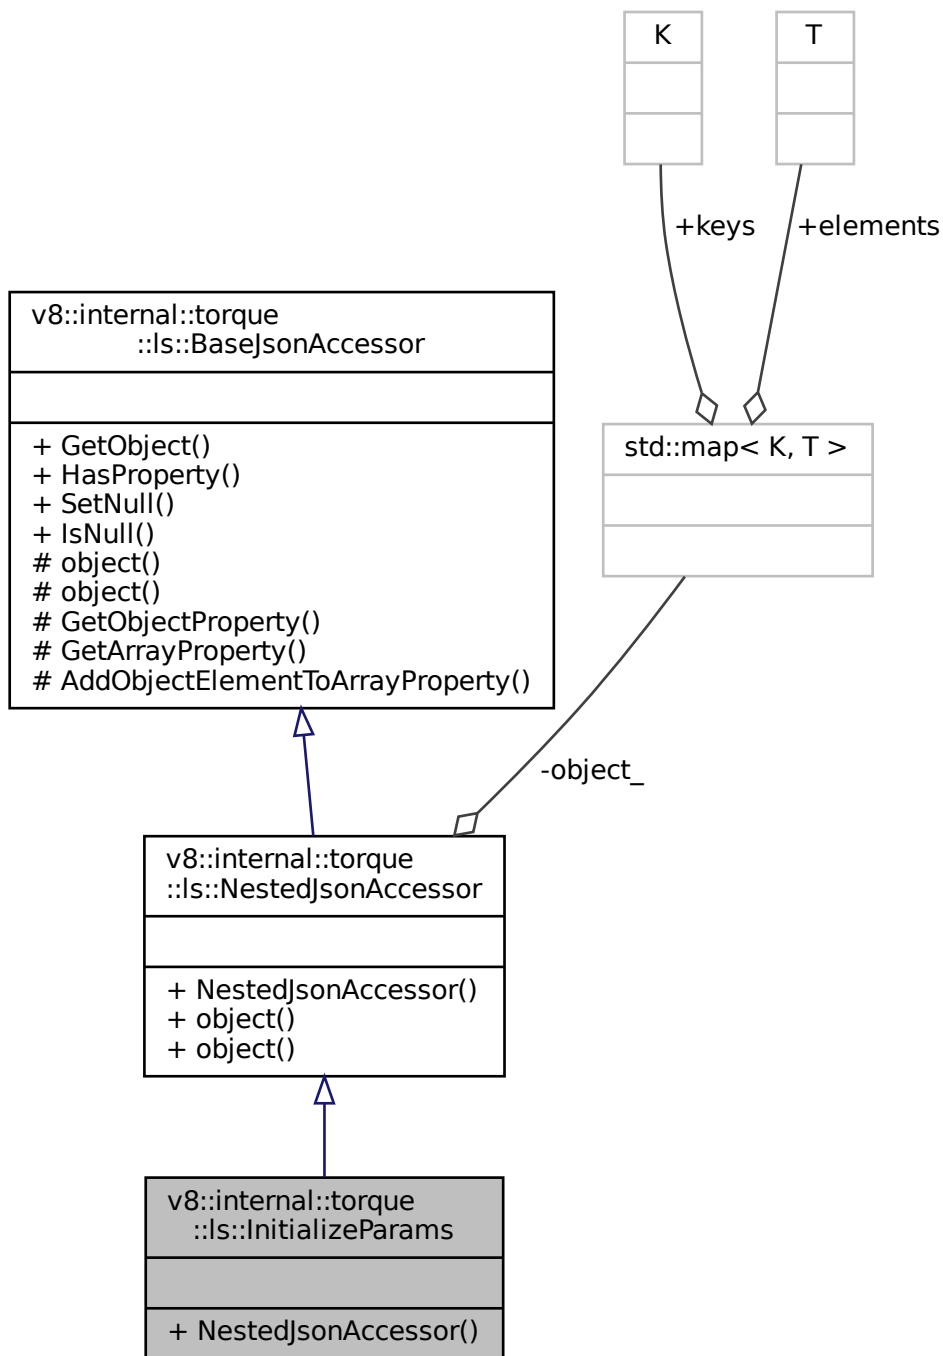 K
T
+keys
+elements
v8::internal::torque
::ls::BaseJsonAccessor
+ GetObject()
+ HasProperty()
+ SetNull()
+ IsNull()
# object()
# object()
# GetObjectProperty()
# GetArrayProperty()
# AddObjectElementToArrayProperty()
std::map< K, T >
-object_
v8::internal::torque
::ls::NestedJsonAccessor
+ NestedJsonAccessor()
+ object()
+ object()
v8::internal::torque
::ls::InitializeParams
+ NestedJsonAccessor()